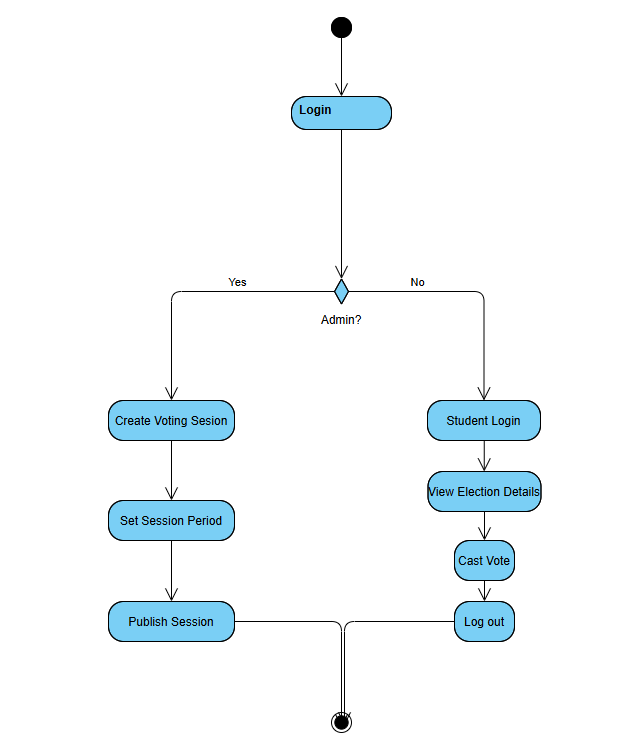 Login
Yes
No
Admin?
Create Voting Sesion
Student Login
View Election Details
Set Session Period
Cast Vote
Publish Session
Log out